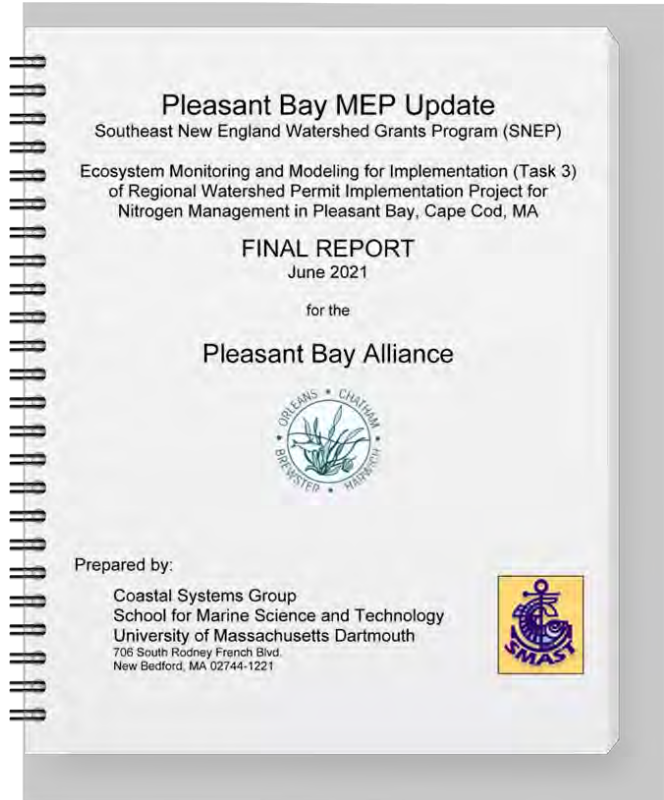 Pleasant Bay MEP Update
Southeast New England Watershed Grants Program (SNEP)
Ecosystem Monitoring and Modeling for Implementation (Task 3)
of Regional Watershed Permit Implementation Project for
Nitrogen Management in Pleasant Bay, Cape Cod, MA
FINAL REPORT
June 2021
for the
Pleasant Bay Alliance
ORLEANS • CHATHAM • HARWICH • BREWSTER •
Prepared by:
Coastal Systems Group
School for Marine Science and Technology
University of Massachusetts Dartmouth
706 South Rodney French Blvd.
New Bedford, MA 02744-1221
SMAST